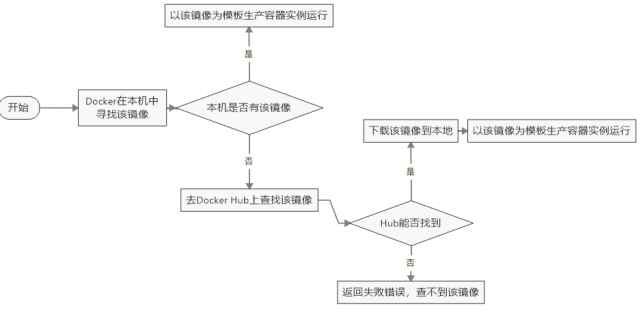 以该镜像为模板生产容器实例运行
是
开始
Docker在本机中
寻找该镜像
本机是否有该镜像
下载该镜像到本地
以该镜像为模板生产容器实例运行
否
是
去Docker Hub上查找该镜像
Hub能否找到
否
返回失败错误，查不到该镜像